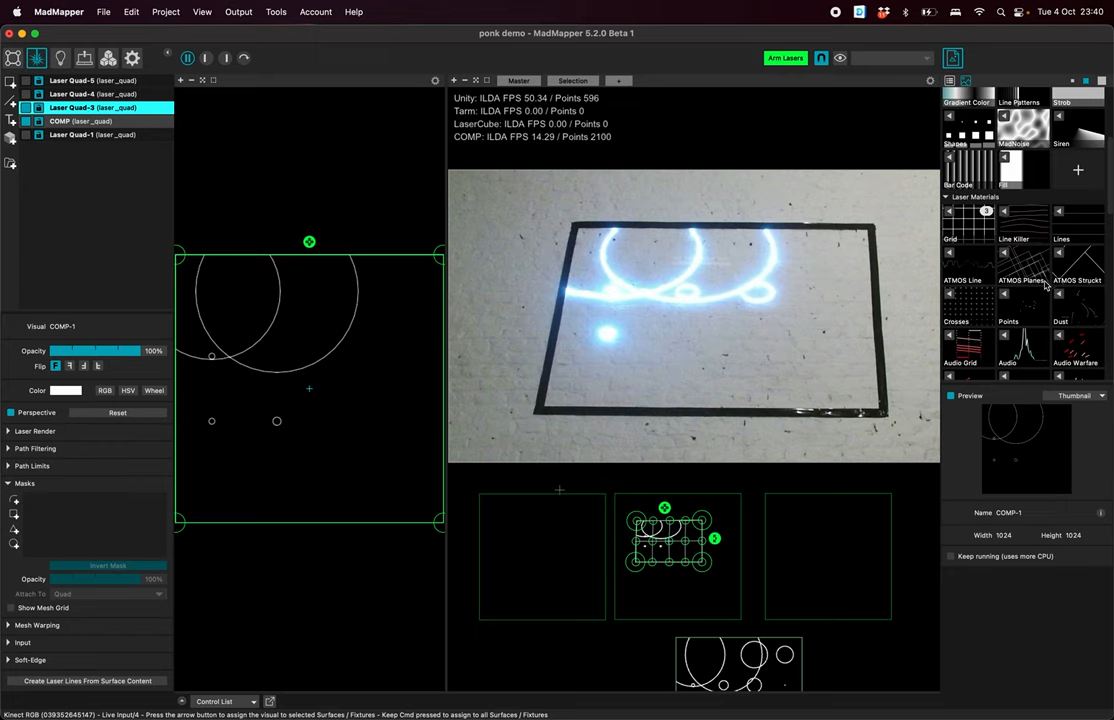 MadMapper File Edit Project View Output Tools Account Help
Tue 4 Oct 23:40
ponk demo - MadMapper 5.2.0 Beta 1
Arm Lasers
Laser Quad-5 (laser_quad)
Laser Quad-4 (laser_quad)
Laser Quad-3 (laser_quad)
COMP (laser_quad)
Laser Quad-1 (laser_quad)
Master Selection +
Unity: ILDA FPS 50.34 / Points 596
Tarm: ILDA FPS 0.00 / Points 0
LaserCube: ILDA FPS 0.00 / Points 0
COMP: ILDA FPS 14.29 / Points 2100
Gradient Color Line Patterns Strob
Shapes MadNoise Siren
Bar Code Fill
Laser Materials
3
Grid Line Killer Lines
ATMOS Line ATMOS Planes ATMOS Struckt
Crosses Points Dust
Audio Grid Audio Audio Warfare
Preview Thumbnail
Name COMP-1
Width 1024 Height 1024
Keep running (uses more CPU)
Visual COMP-1
Opacity 100%
Flip
Color RGB HSV Wheel
Perspective Reset
Laser Render
Path Filtering
Path Limits
Masks
Invert Mask
Opacity 100%
Attach To Quad
Show Mesh Grid
Mesh Warping
Input
Soft-Edge
Create Laser Lines From Surface Content
Control List
Kinect RGB (039352645147) - Live Input/4 - Press the arrow button to assign the visual to selected Surfaces / Fixtures - Keep Cmd pressed to assign to all Surfaces / Fixtures